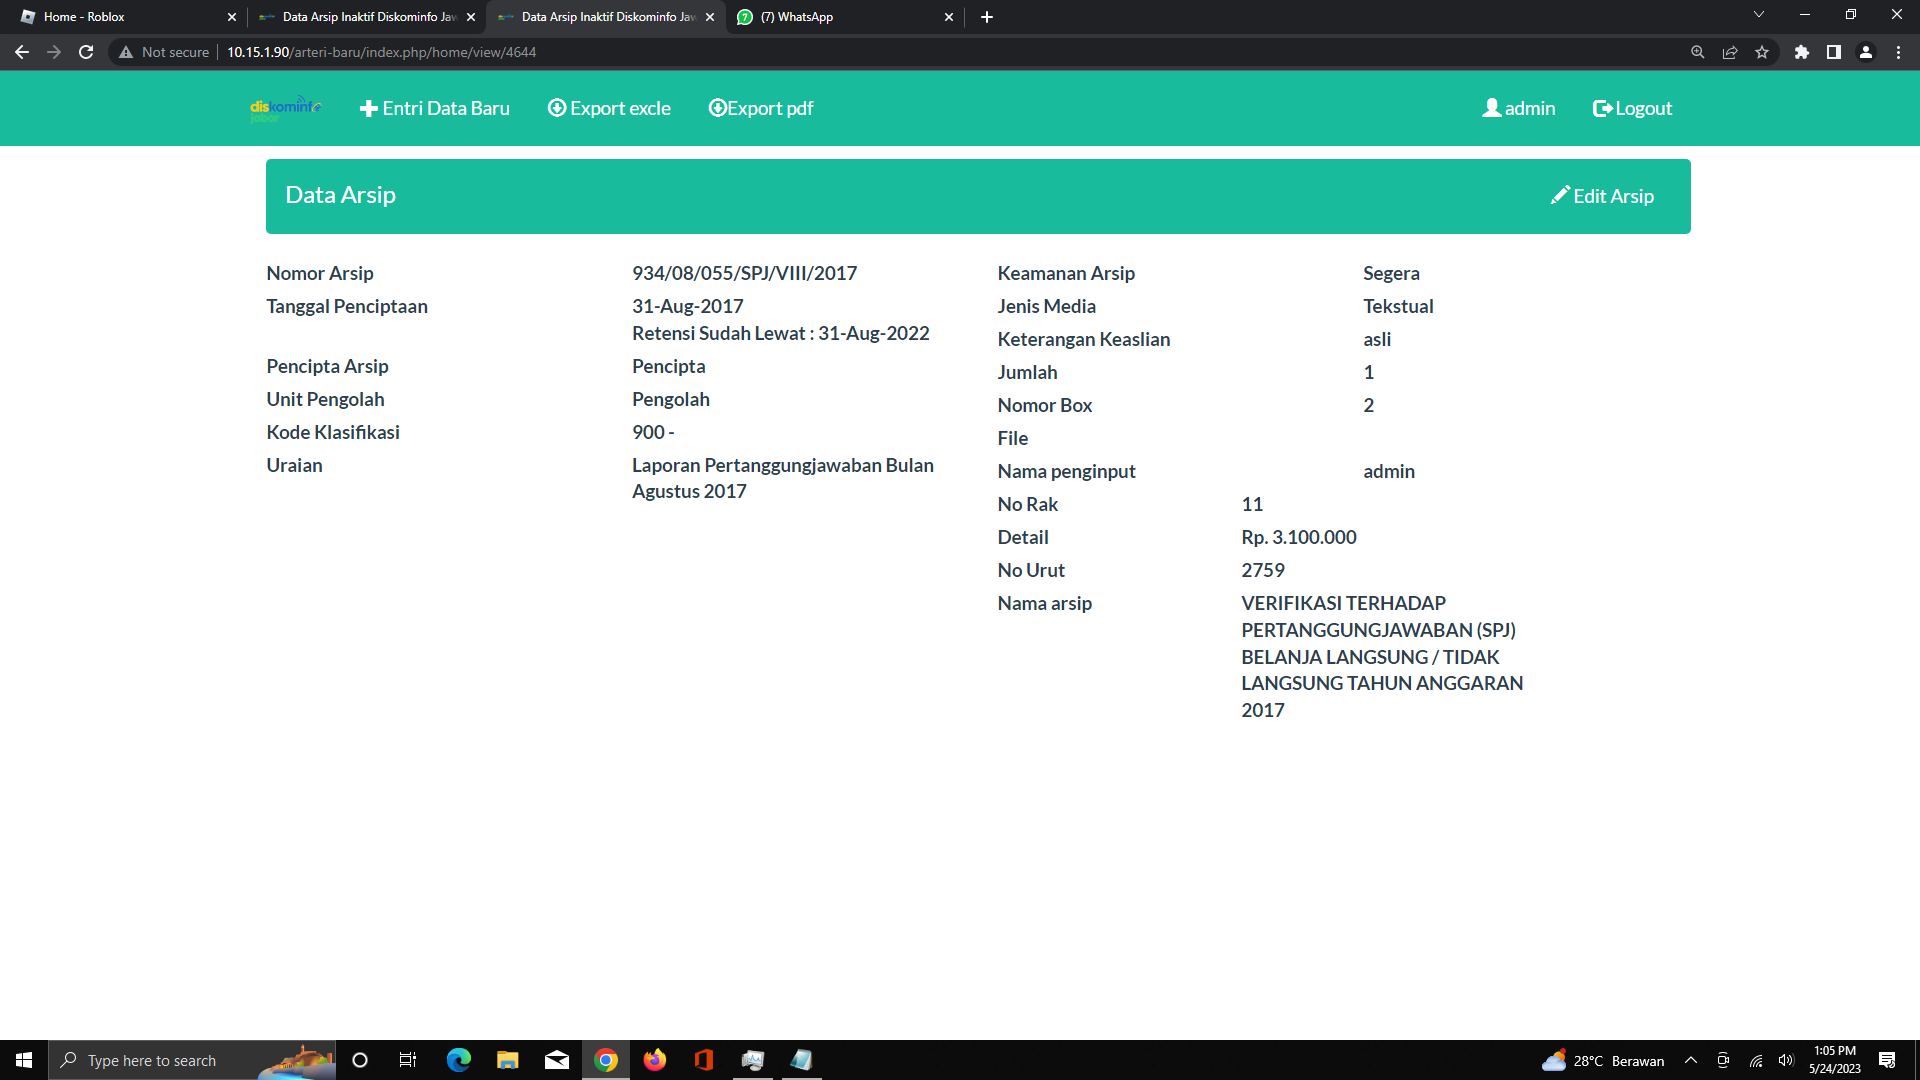 Home - Roblox
Data Arsip Inaktif Diskominfo Jaw
Data Arsip Inaktif Diskominfo Jaw
(7) WhatsApp
Not secure
10.15.1.90/arteri-baru/index.php/home/view/4644
diskominfo
jabar
Entri Data Baru
Export excle
Export pdf
admin
Logout
Data Arsip
Edit Arsip
Nomor Arsip
934/08/055/SPJ/VIII/2017
Tanggal Penciptaan
31-Aug-2017
Retensi Sudah Lewat : 31-Aug-2022
Pencipta Arsip
Pencipta
Unit Pengolah
Pengolah
Kode Klasifikasi
900 -
Uraian
Laporan Pertanggungjawaban Bulan
Agustus 2017
Keamanan Arsip
Segera
Jenis Media
Tekstual
Keterangan Keaslian
asli
Jumlah
1
Nomor Box
2
File
Nama penginput
admin
No Rak
11
Detail
Rp. 3.100.000
No Urut
2759
Nama arsip
VERIFIKASI TERHADAP
PERTANGGUNGJAWABAN (SPJ)
BELANJA LANGSUNG / TIDAK
LANGSUNG TAHUN ANGGARAN
2017
Type here to search
28°C Berawan
1:05 PM
5/24/2023